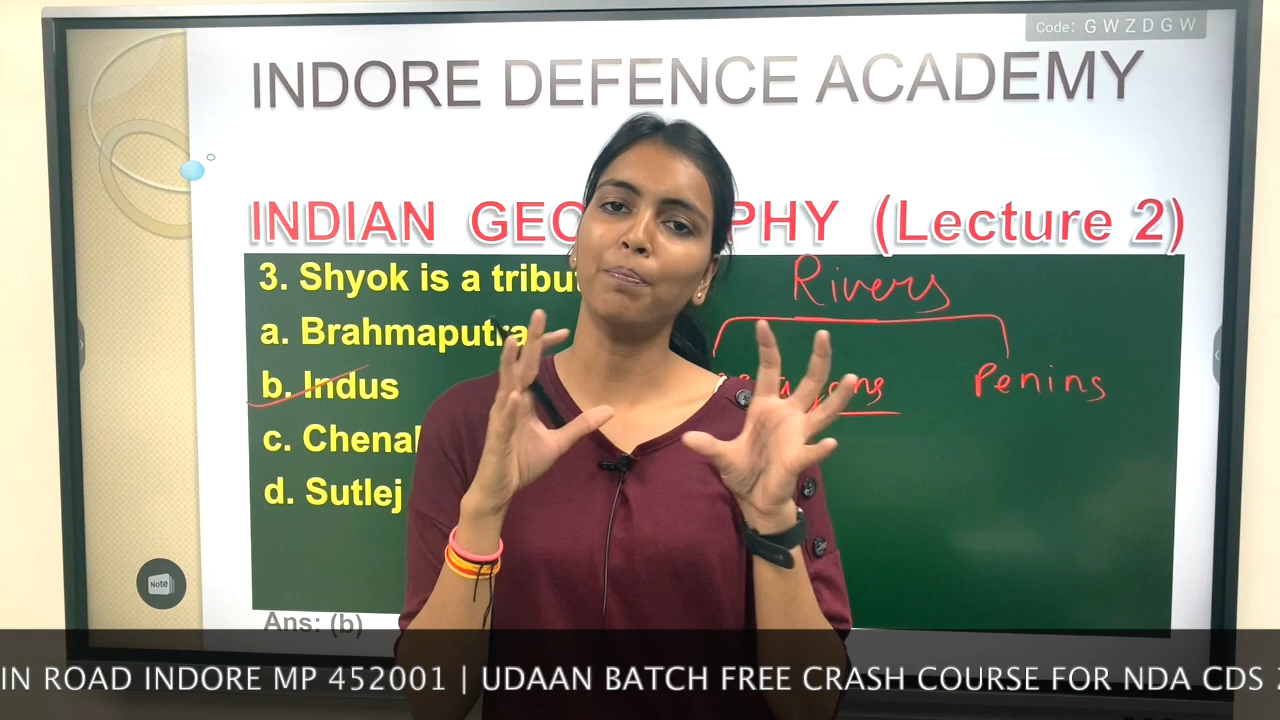 Code: GWZDGW
INDORE DEFENCE ACADEMY
INDIAN GEO PHY (Lecture 2)
3. Shyok is a tribut
Rivers
a. Brahmaputra
b. Indus
Penins
c. Chenab
d. Sutlej
Note
Ans: (b)
IN ROAD INDORE MP 452001 | UDAAN BATCH FREE CRASH COURSE FOR NDA CDS